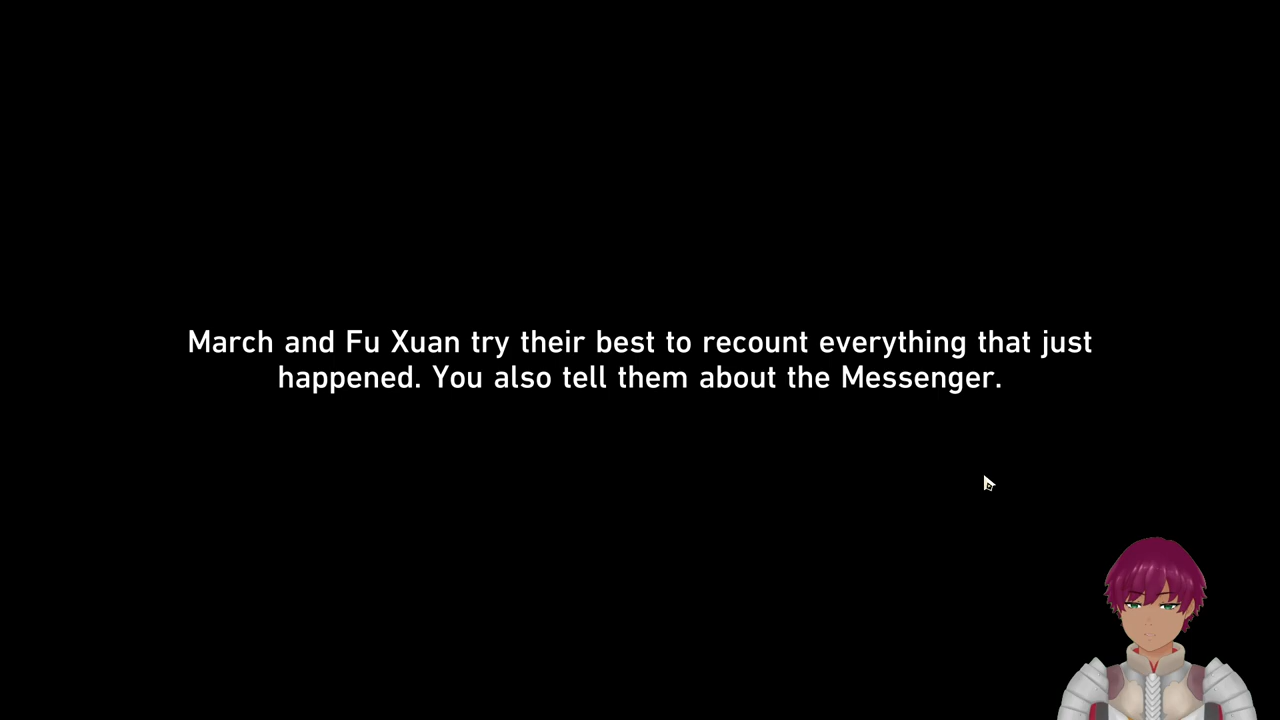 March and Fu Xuan try their best to recount everything that just
happened. You also tell them about the Messenger.